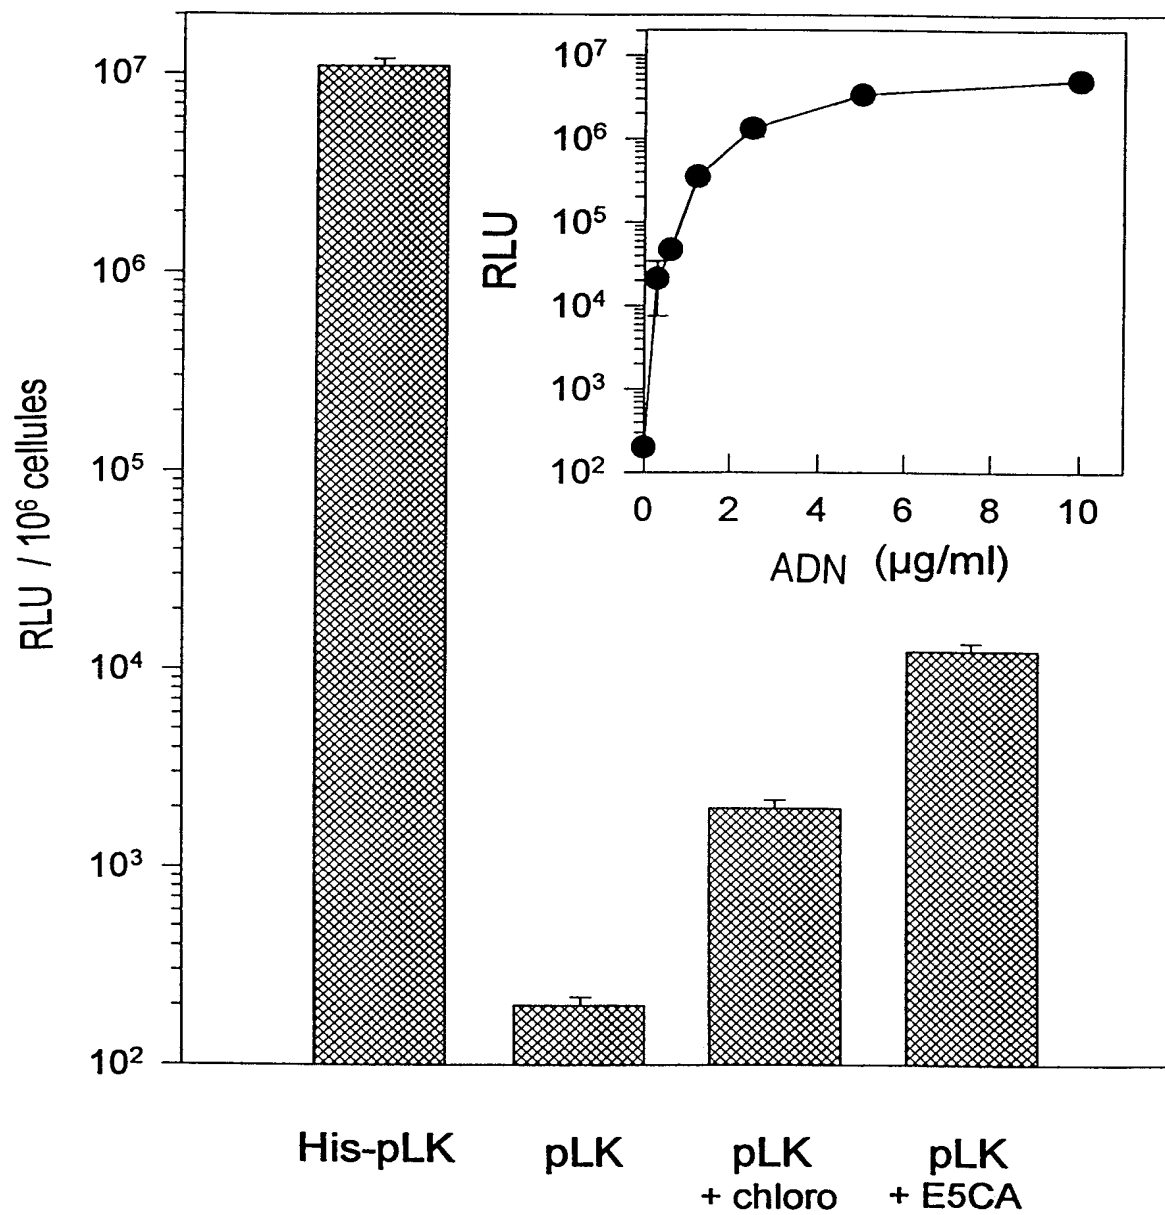 RLU / 10⁶ cellules
10⁷
10⁶
10⁵
10⁴
10³
10²
RLU
10⁷
10⁶
10⁵
10⁴
10³
10²
0 2 4 6 8 10
ADN (µg/ml)
His-pLK pLK pLK pLK
+ chloro + E5CA